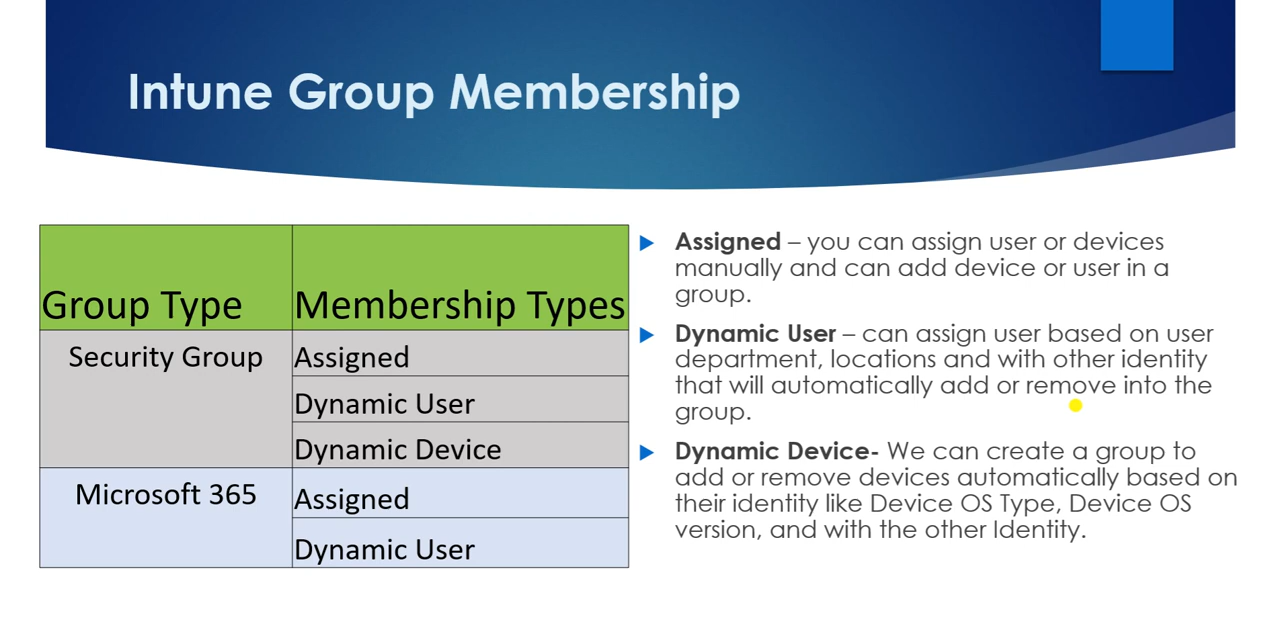 Intune Group Membership
Group Type
Membership Types
Security Group
Assigned
Dynamic User
Dynamic Device
Microsoft 365
Assigned
Dynamic User
Assigned – you can assign user or devices
manually and can add device or user in a
group.
Dynamic User – can assign user based on user
department, locations and with other identity
that will automatically add or remove into the
group.
Dynamic Device- We can create a group to
add or remove devices automatically based on
their identity like Device OS Type, Device OS
version, and with the other Identity.